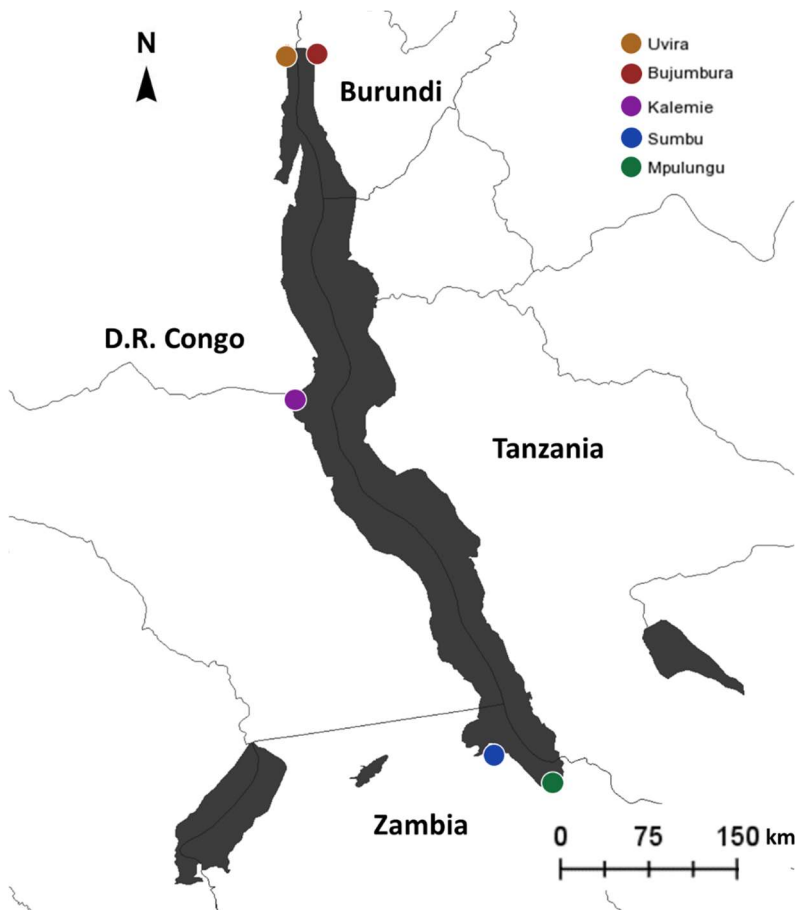 N
Uvira
Bujumbura
Kalemie
Sumbu
Mpulungu
Burundi
D.R. Congo
Tanzania
Zambia
0 75 150 km